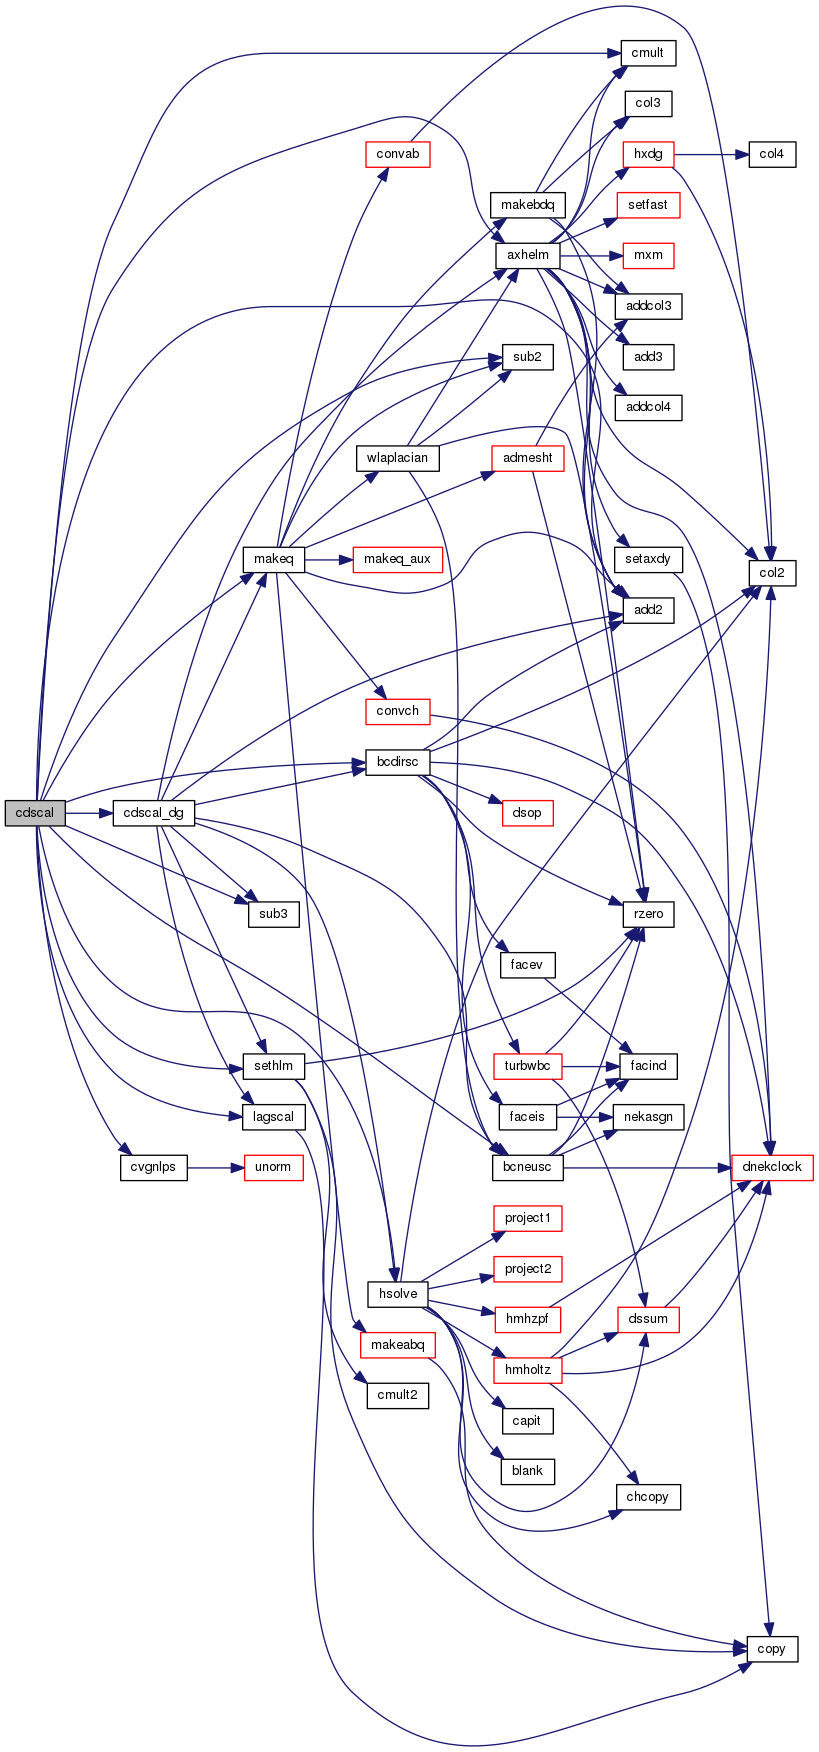 cmult
col3
convab
hxdg
col4
makebdq
setfast
axhelm
mxm
addcol3
sub2
add3
addcol4
wlaplacian
admesht
makeq
makeq_aux
setaxdy
col2
add2
convch
bcdirsc
cdscal
cdscal_dg
dsop
sub3
rzero
facev
sethlm
turbwbc
facind
lagscal
faceis
nekasgn
cvgnlps
unorm
bcneusc
dnekclock
project1
project2
hsolve
hmhzpf
dssum
makeabq
hmholtz
cmult2
capit
blank
chcopy
copy